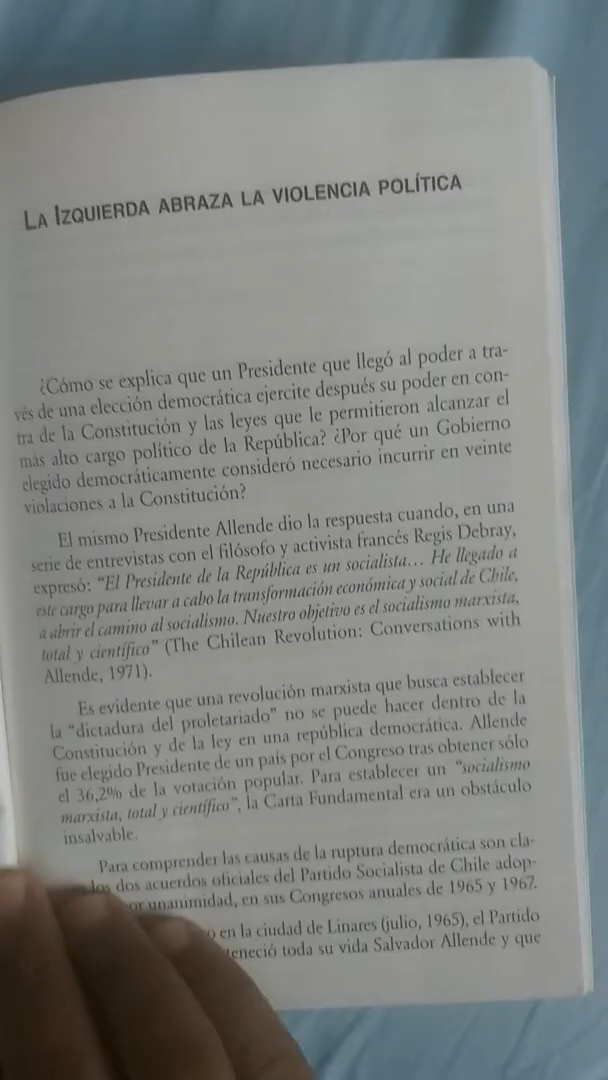 LA IZQUIERDA ABRAZA LA VIOLENCIA POLÍTICA
¿Cómo se explica que un Presidente que llegó al poder a tra-
vés de una elección democrática ejercite después su poder en con-
tra de la Constitución y las leyes que le permitieron alcanzar el
más alto cargo político de la República? ¿Por qué un Gobierno
elegido democráticamente consideró necesario incurrir en veinte
violaciones a la Constitución?
El mismo Presidente Allende dio la respuesta cuando, en una
serie de entrevistas con el filósofo y activista francés Regis Debray,
expresó: “El Presidente de la República es un socialista… He llegado a
este cargo para llevar a cabo la transformación económica y social de Chile,
a abrir el camino al socialismo. Nuestro objetivo es el socialismo marxista,
total y científico” (The Chilean Revolution: Conversations with
Allende, 1971).
Es evidente que una revolución marxista que busca establecer
la “dictadura del proletariado” no se puede hacer dentro de la
Constitución y de la ley en una república democrática. Allende
fue elegido Presidente de un país por el Congreso tras obtener sólo
el 36,2% de la votación popular. Para establecer un “socialismo
marxista, total y científico”, la Carta Fundamental era un obstáculo
insalvable.
Para comprender las causas de la ruptura democrática son cla-
los dos acuerdos oficiales del Partido Socialista de Chile adop-
or unanimidad, en sus Congresos anuales de 1965 y 1967.
o en la ciudad de Linares (julio, 1965), el Partido
teneció toda su vida Salvador Allende y que